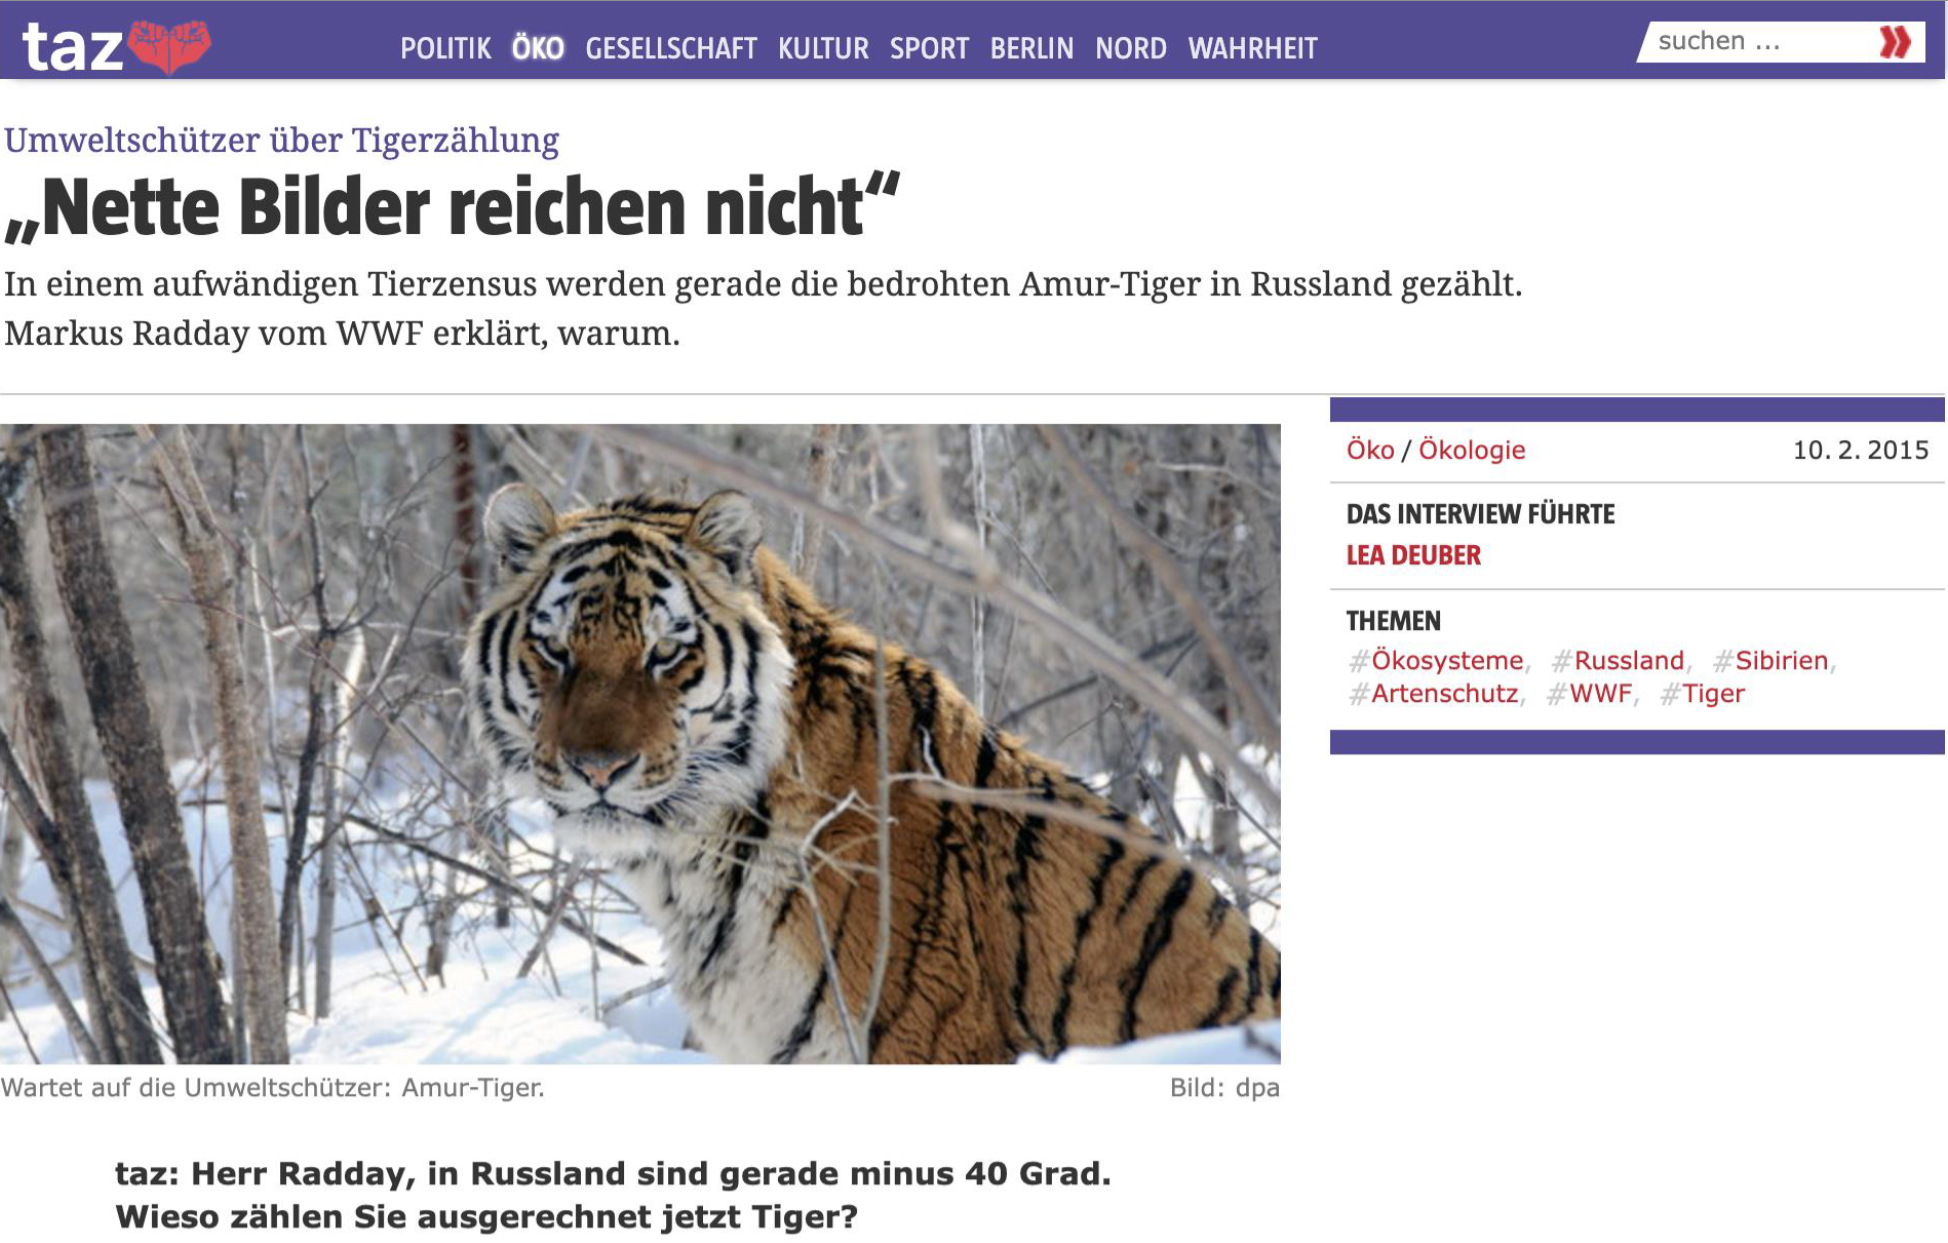 taz
POLITIK ÖKO GESELLSCHAFT KULTUR SPORT BERLIN NORD WAHRHEIT
suchen ...
Umweltschützer über Tigerzählung
„Nette Bilder reichen nicht“
In einem aufwändigen Tierzensus werden gerade die bedrohten Amur-Tiger in Russland gezählt.
Markus Radday vom WWF erklärt, warum.
Öko / Ökologie 10. 2. 2015
DAS INTERVIEW FÜHRTE
LEA DEUBER
THEMEN
#Ökosysteme, #Russland, #Sibirien,
#Artenschutz, #WWF, #Tiger
Wartet auf die Umweltschützer: Amur-Tiger. Bild: dpa
taz: Herr Radday, in Russland sind gerade minus 40 Grad.
Wieso zählen Sie ausgerechnet jetzt Tiger?